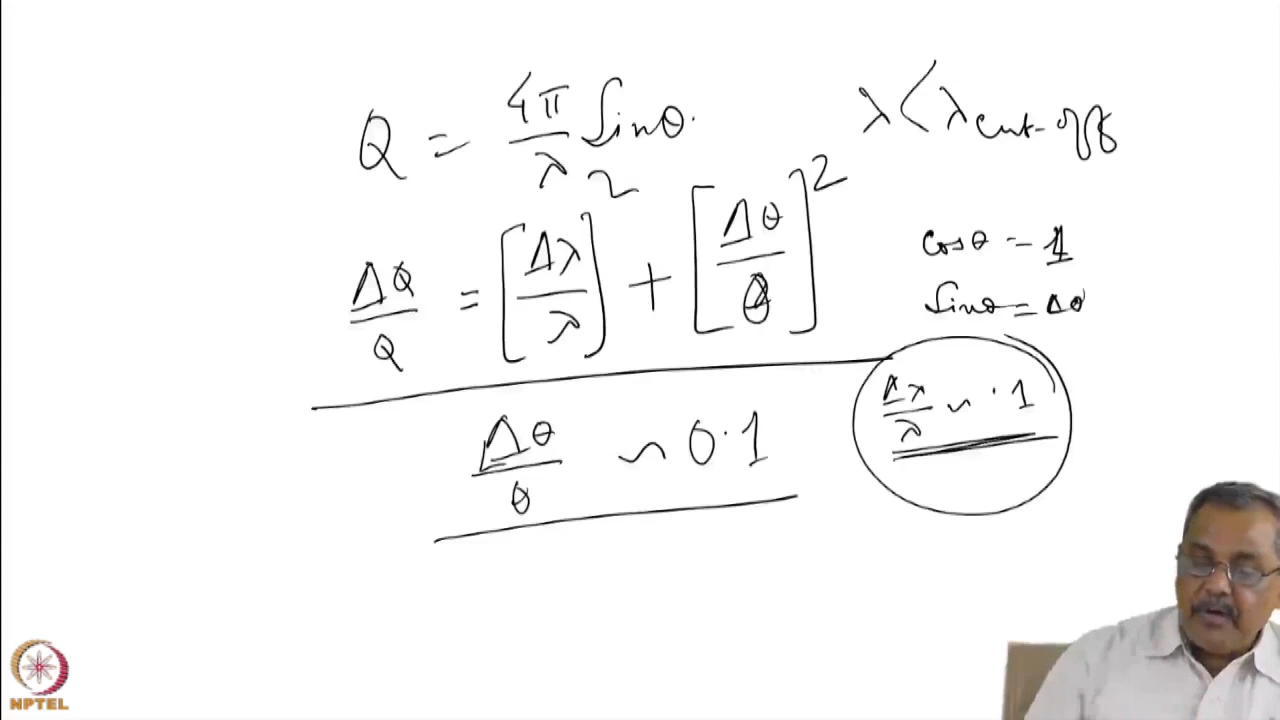 Q = 4π/λ Sinθ. λ < λcut-off
ΔQ/Q = [Δλ/λ]² + [Δθ/θ]²
cosθ = 1
Sinθ = Δθ
Δλ/λ ~ ·1
Δθ/θ ~ 0·1
NPTEL